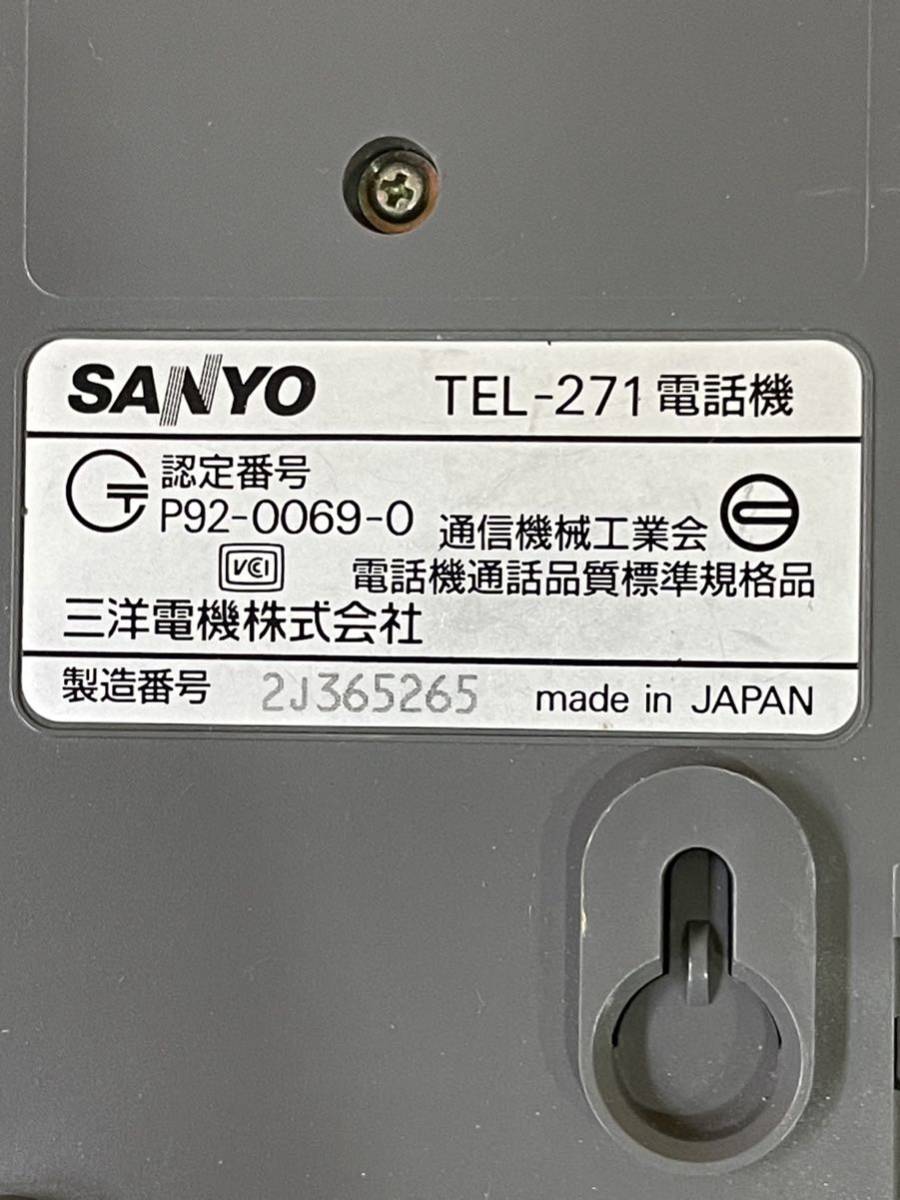 SANYO TEL-271 電話機
認定番号
P92-0069-0
通信機械工業会
VCI
電話機通話品質標準規格品
三洋電機株式会社
製造番号 2J365265 made in JAPAN